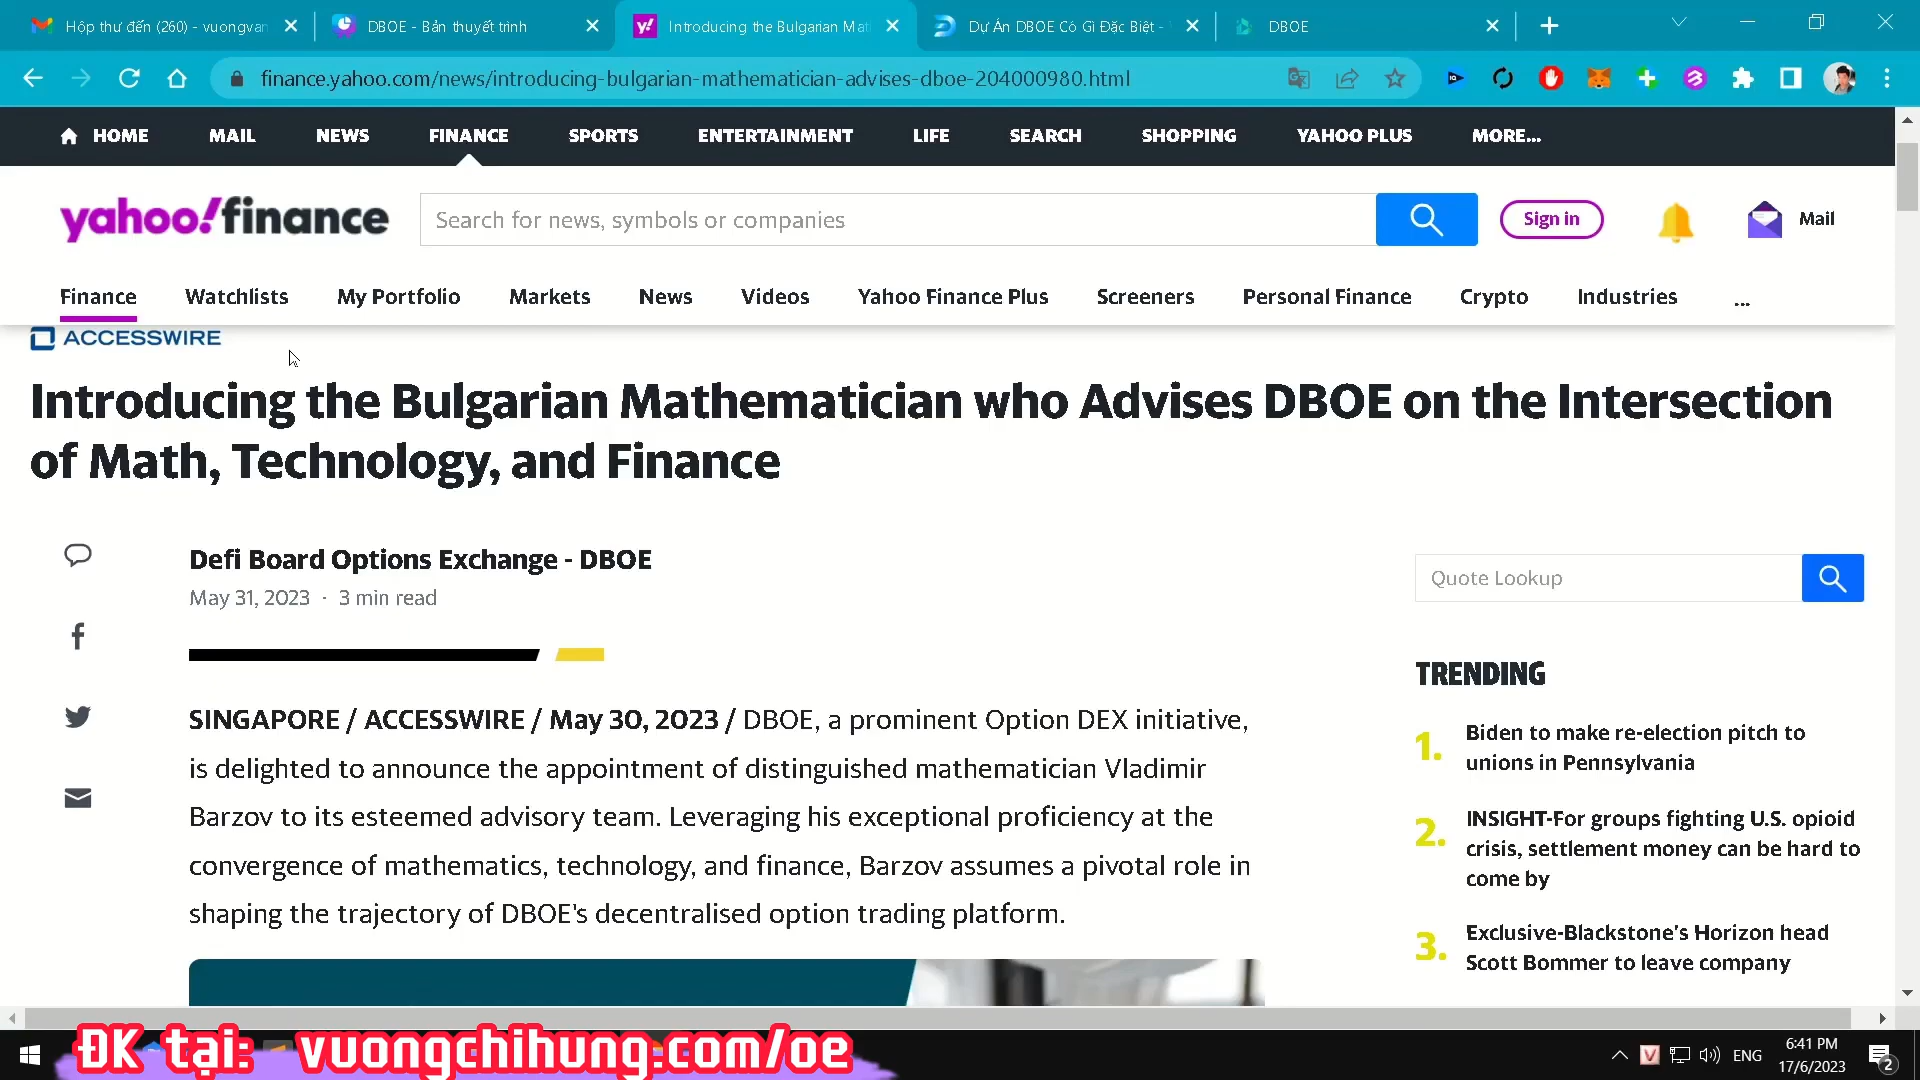 Hộp thư đến (260) - vuongvan
DBOE - Bản thuyết trình
Introducing the Bulgarian Mat
Dự Án DBOE Có Gì Đặc Biệt -
DBOE
finance.yahoo.com/news/introducing-bulgarian-mathematician-advises-dboe-204000980.html
HOME MAIL NEWS FINANCE SPORTS ENTERTAINMENT LIFE SEARCH SHOPPING YAHOO PLUS MORE...
yahoo!finance
Search for news, symbols or companies
Sign in
Mail
Finance Watchlists My Portfolio Markets News Videos Yahoo Finance Plus Screeners Personal Finance Crypto Industries ...
ACCESSWIRE
Introducing the Bulgarian Mathematician who Advises DBOE on the Intersection
of Math, Technology, and Finance
Defi Board Options Exchange - DBOE
May 31, 2023 · 3 min read
SINGAPORE / ACCESSWIRE / May 30, 2023 / DBOE, a prominent Option DEX initiative,
is delighted to announce the appointment of distinguished mathematician Vladimir
Barzov to its esteemed advisory team. Leveraging his exceptional proficiency at the
convergence of mathematics, technology, and finance, Barzov assumes a pivotal role in
shaping the trajectory of DBOE's decentralised option trading platform.
Quote Lookup
TRENDING
1. Biden to make re-election pitch to
unions in Pennsylvania
2. INSIGHT-For groups fighting U.S. opioid
crisis, settlement money can be hard to
come by
3. Exclusive-Blackstone's Horizon head
Scott Bommer to leave company
ĐK tại: vuongchihung.com/oe
ENG
6:41 PM
17/6/2023
2